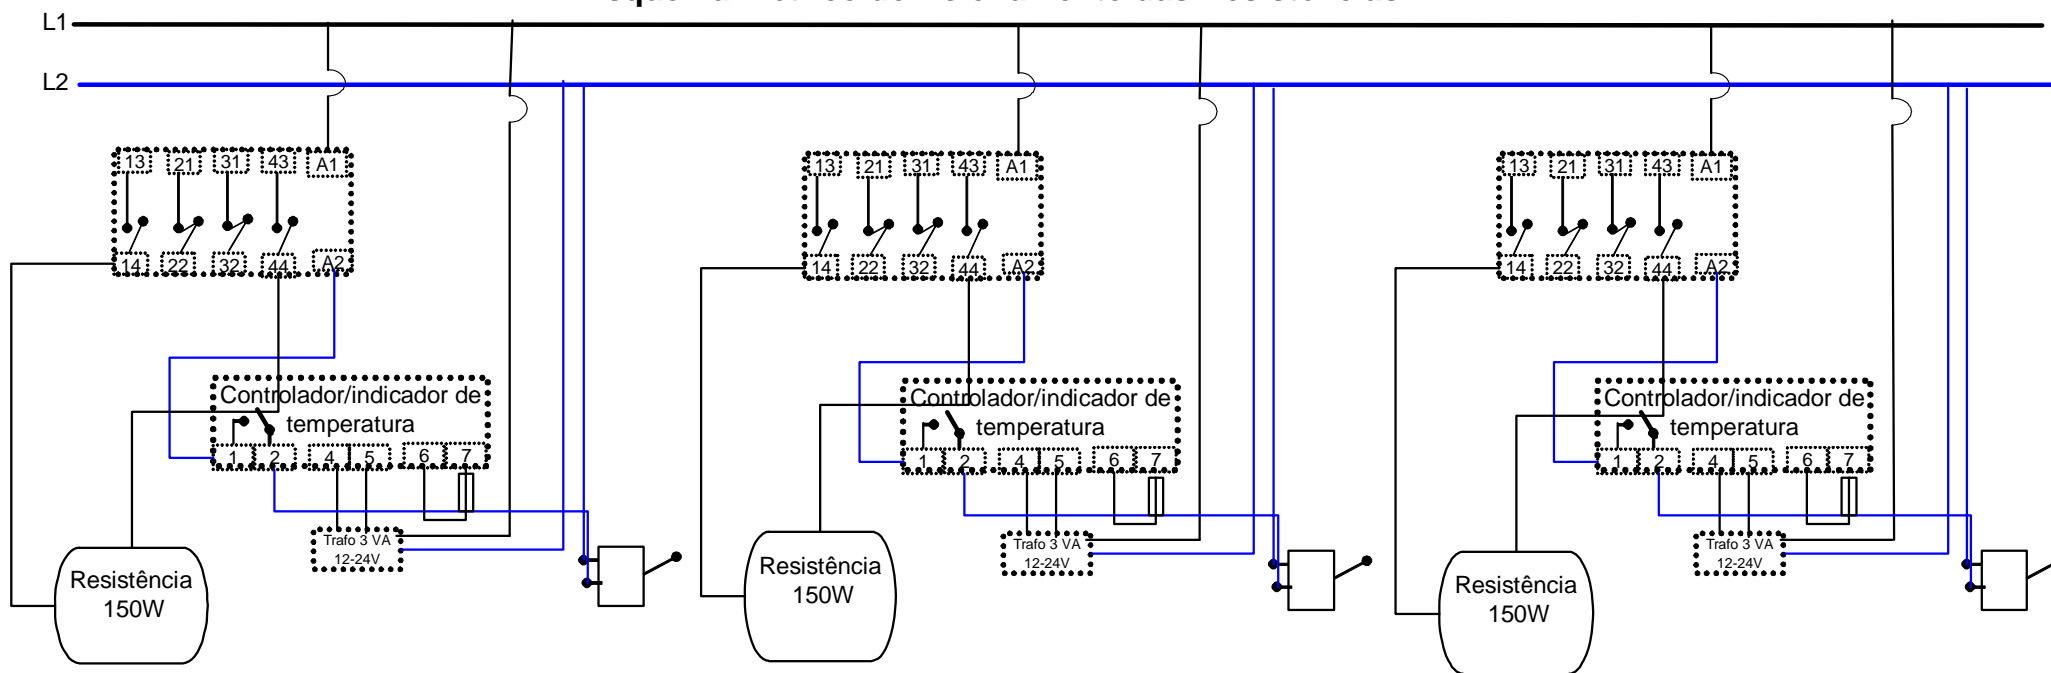 L1
L2
13 21 31 43 A1
14 22 32 44 A2
Controlador/indicador de
temperatura
1 2 4 5 6 7
Trafo 3 VA
12-24V
Resistência
150W
13 21 31 43 A1
14 22 32 44 A2
Controlador/indicador de
temperatura
1 2 4 5 6 7
Trafo 3 VA
12-24V
Resistência
150W
13 21 31 43 A1
14 22 32 44 A2
Controlador/indicador de
temperatura
1 2 4 5 6 7
Trafo 3 VA
12-24V
Resistência
150W